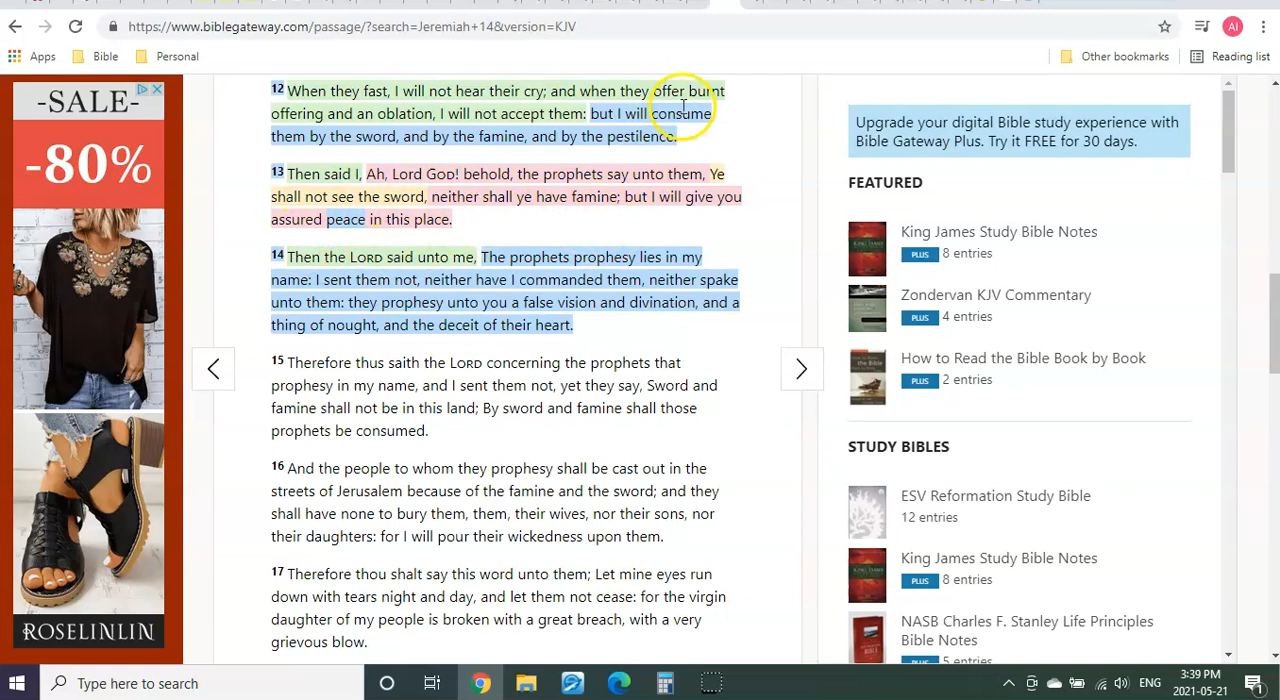 https://www.biblegateway.com/passage/?search=Jeremiah+14&version=KJV
AI
Apps
Bible
Personal
Other bookmarks
Reading list
-SALE-
-80%
ROSELINLIN
12 When they fast, I will not hear their cry; and when they offer burnt
offering and an oblation, I will not accept them: but I will consume
them by the sword, and by the famine, and by the pestilence.
13 Then said I, Ah, Lord GOD! behold, the prophets say unto them, Ye
shall not see the sword, neither shall ye have famine; but I will give you
assured peace in this place.
14 Then the LORD said unto me, The prophets prophesy lies in my
name: I sent them not, neither have I commanded them, neither spake
unto them: they prophesy unto you a false vision and divination, and a
thing of nought, and the deceit of their heart.
15 Therefore thus saith the LORD concerning the prophets that
prophesy in my name, and I sent them not, yet they say, Sword and
famine shall not be in this land; By sword and famine shall those
prophets be consumed.
16 And the people to whom they prophesy shall be cast out in the
streets of Jerusalem because of the famine and the sword; and they
shall have none to bury them, them, their wives, nor their sons, nor
their daughters: for I will pour their wickedness upon them.
17 Therefore thou shalt say this word unto them; Let mine eyes run
down with tears night and day, and let them not cease: for the virgin
daughter of my people is broken with a great breach, with a very
grievous blow.
Upgrade your digital Bible study experience with
Bible Gateway Plus. Try it FREE for 30 days.
FEATURED
King James Study Bible Notes
PLUS 8 entries
Zondervan KJV Commentary
PLUS 4 entries
How to Read the Bible Book by Book
PLUS 2 entries
STUDY BIBLES
ESV Reformation Study Bible
12 entries
King James Study Bible Notes
PLUS 8 entries
NASB Charles F. Stanley Life Principles
Bible Notes
PLUS 5 entries
Type here to search
ENG
3:39 PM
2021-05-21
1